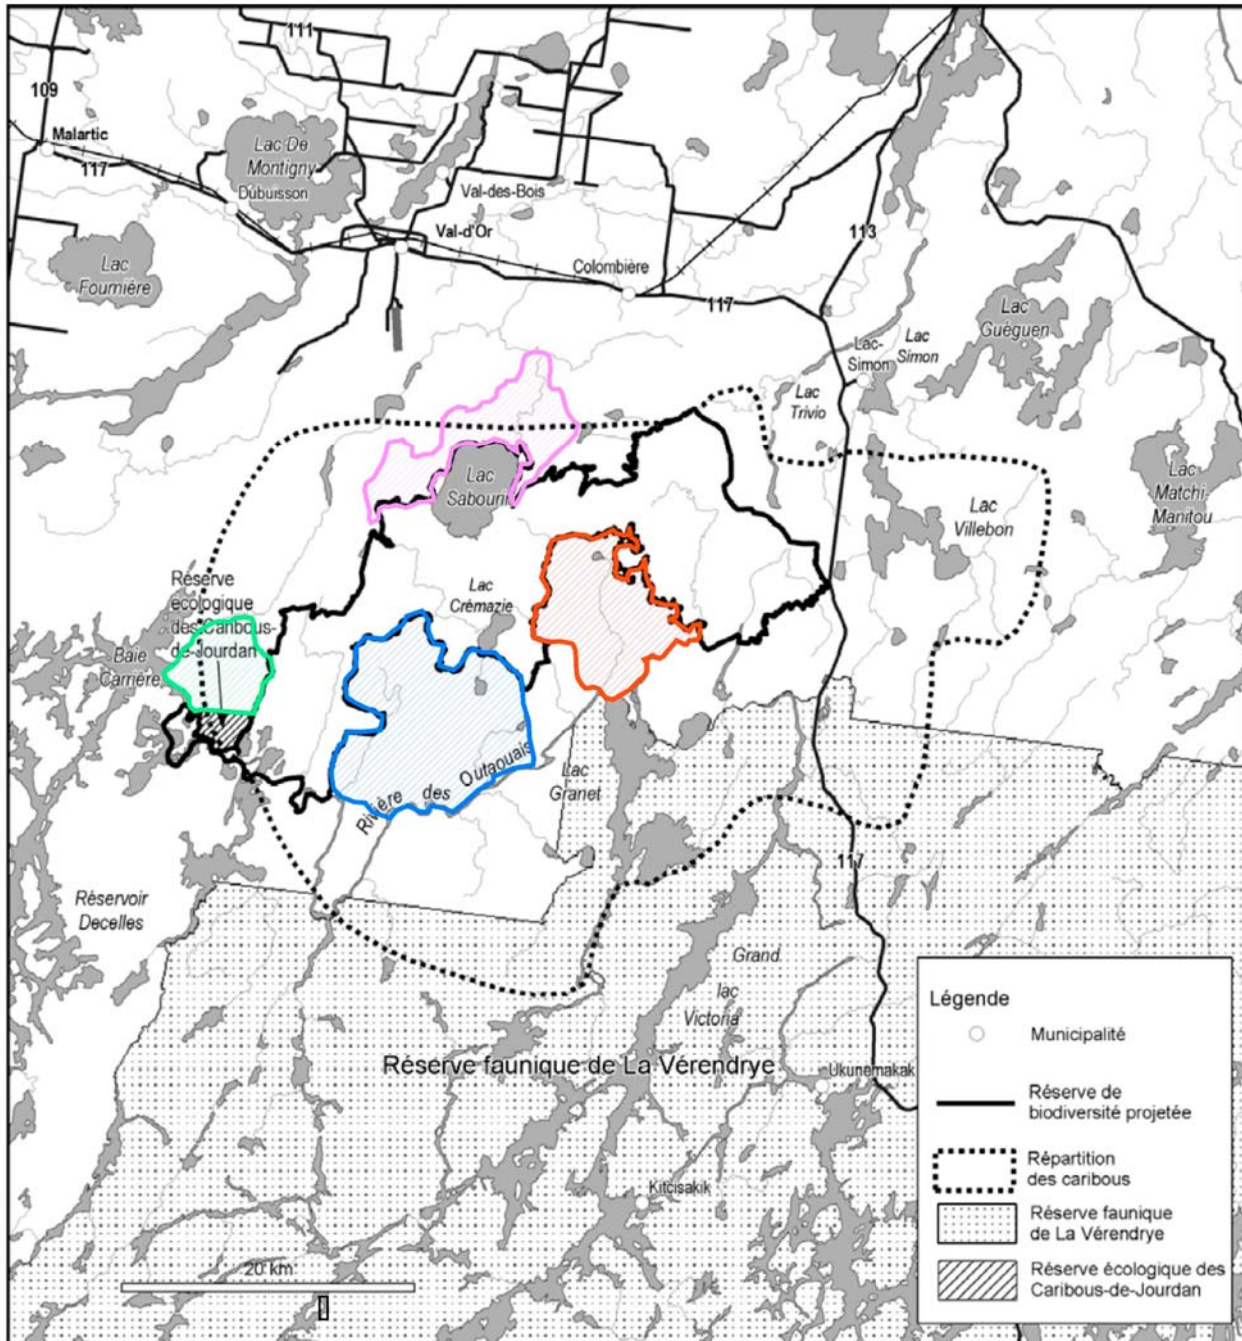 111
109
Malartic
117
Lac De
Montigny
Dubuisson
Val-des-Bois
Val-d'Or
Lac
Fournière
Colombière
113
117
Lac
Guéguen
Lac-
Simon
Lac
Simon
Lac
Trivio
Lac
Sabourin
Lac
Villebon
Lac
Matchi-
Manitou
Réserve
écologique
des Caribous-
de-Jourdan
Lac
Crémazie
Baie
Carrière
Rivière des Outaouais
Lac
Granet
117
Réservoir
Decelles
Grand
lac
Victoria
Réserve faunique de La Vérendrye
Ukunemakak
Kitcisakik
20 km
Légende
Municipalité
Réserve de
biodiversité projetée
Répartition
des caribous
Réserve faunique
de La Vérendrye
Réserve écologique des
Caribous-de-Jourdan